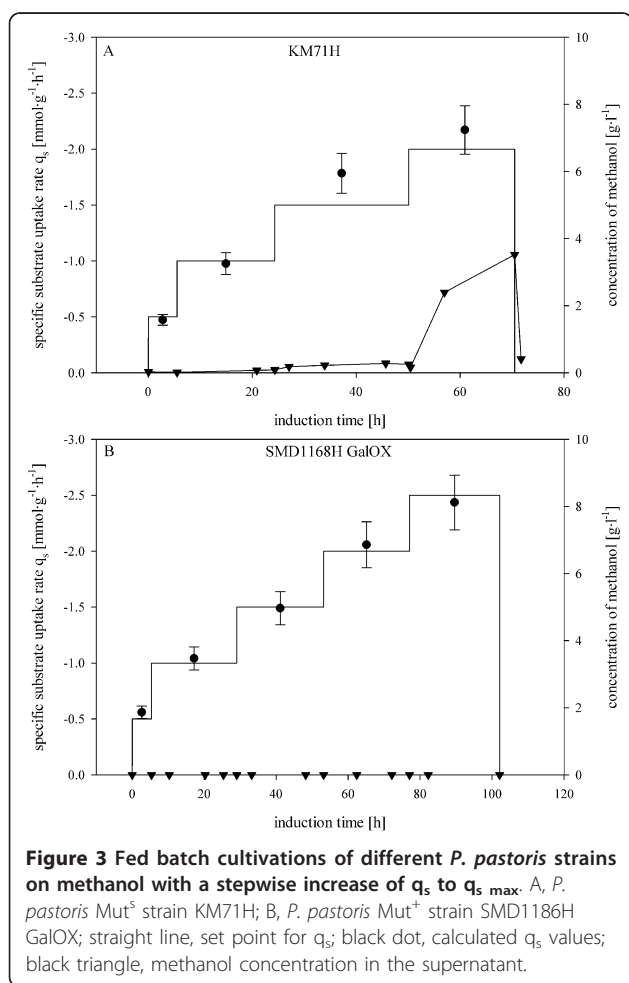 A
KM71H
specific substrate uptake rate qₛ [mmol·g⁻¹·h⁻¹]
-3.0
-2.5
-2.0
-1.5
-1.0
-0.5
0.0
10
8
6
4
2
0
concentration of methanol [g·l⁻¹]
0 20 40 60 80
induction time [h]
B
SMD1168H GalOX
specific substrate uptake rate qₛ [mmol·g⁻¹·h⁻¹]
-3.0
-2.5
-2.0
-1.5
-1.0
-0.5
0.0
10
8
6
4
2
0
concentration of methanol [g·l⁻¹]
0 20 40 60 80 100 120
induction time [h]
Figure 3 Fed batch cultivations of different P. pastoris strains
on methanol with a stepwise increase of qₛ to qₛ ₘₐₓ. A, P.
pastoris Mutˢ strain KM71H; B, P. pastoris Mut⁺ strain SMD1186H
GalOX; straight line, set point for qₛ; black dot, calculated qₛ values;
black triangle, methanol concentration in the supernatant.